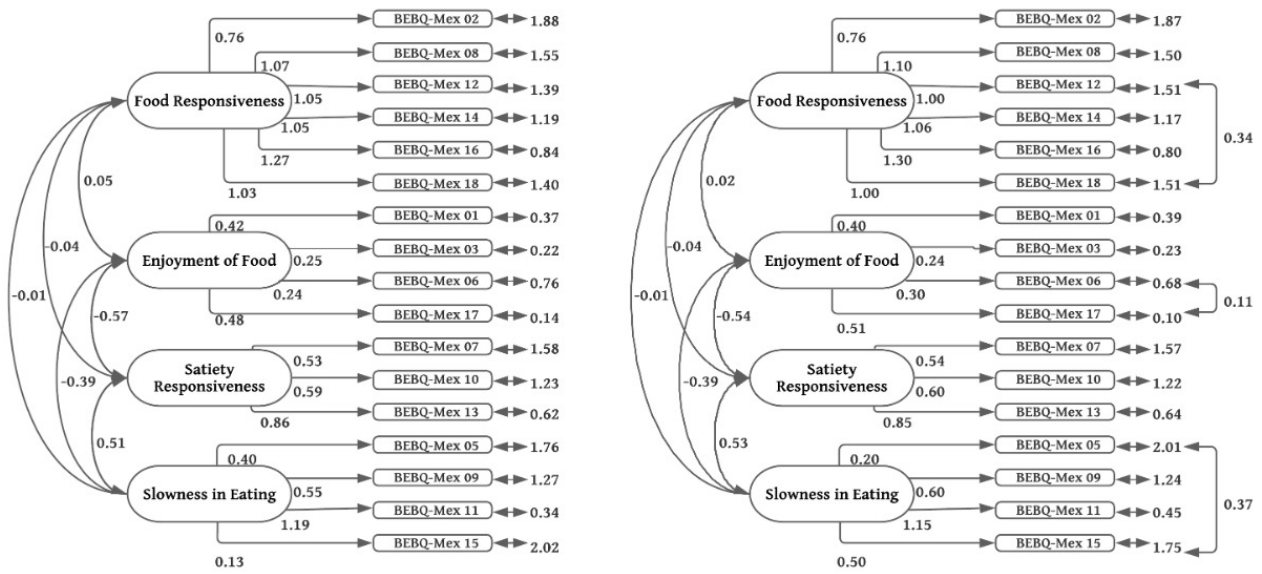 BEBQ-Mex 02
1.88
0.76
BEBQ-Mex 08
1.55
1.07
BEBQ-Mex 12
1.39
Food Responsiveness
1.05
BEBQ-Mex 14
1.19
1.05
BEBQ-Mex 16
0.84
1.27
BEBQ-Mex 18
1.40
1.03
0.05
BEBQ-Mex 01
0.37
0.42
-0.04
BEBQ-Mex 03
0.22
Enjoyment of Food
0.25
BEBQ-Mex 06
0.76
0.24
-0.01
BEBQ-Mex 17
0.14
0.48
-0.57
BEBQ-Mex 07
1.58
0.53
Satiety
Responsiveness
BEBQ-Mex 10
1.23
-0.39
0.59
BEBQ-Mex 13
0.62
0.86
0.51
BEBQ-Mex 05
1.76
0.40
BEBQ-Mex 09
1.27
Slowness in Eating
0.55
BEBQ-Mex 11
0.34
1.19
BEBQ-Mex 15
2.02
0.13
BEBQ-Mex 02
1.87
0.76
BEBQ-Mex 08
1.50
1.10
BEBQ-Mex 12
1.51
Food Responsiveness
1.00
BEBQ-Mex 14
1.17
1.06
0.34
BEBQ-Mex 16
0.80
1.30
BEBQ-Mex 18
1.51
1.00
0.02
BEBQ-Mex 01
0.39
0.40
-0.04
BEBQ-Mex 03
0.23
Enjoyment of Food
0.24
BEBQ-Mex 06
0.68
0.30
-0.01
0.11
BEBQ-Mex 17
0.10
0.51
-0.54
BEBQ-Mex 07
1.57
0.54
Satiety
Responsiveness
BEBQ-Mex 10
1.22
-0.39
0.60
BEBQ-Mex 13
0.64
0.85
0.53
BEBQ-Mex 05
2.01
0.20
BEBQ-Mex 09
1.24
Slowness in Eating
0.60
0.37
BEBQ-Mex 11
0.45
1.15
BEBQ-Mex 15
1.75
0.50